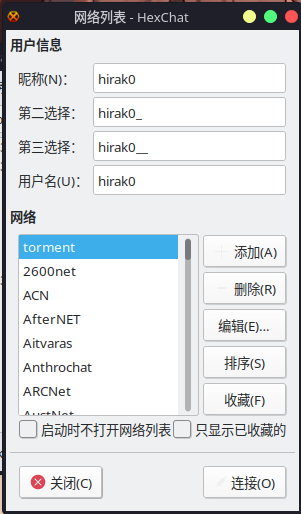 网络列表 - HexChat
用户信息
昵称(N)： hirak0
第二选择： hirak0_
第三选择： hirak0__
用户名(U)： hirak0
网络
torment
2600net
ACN
AfterNET
Aitvaras
Anthrochat
ARCNet
AustNet
添加(A)
删除(R)
编辑(E)...
排序(S)
收藏(F)
启动时不打开网络列表 只显示已收藏的
关闭(C) 连接(O)